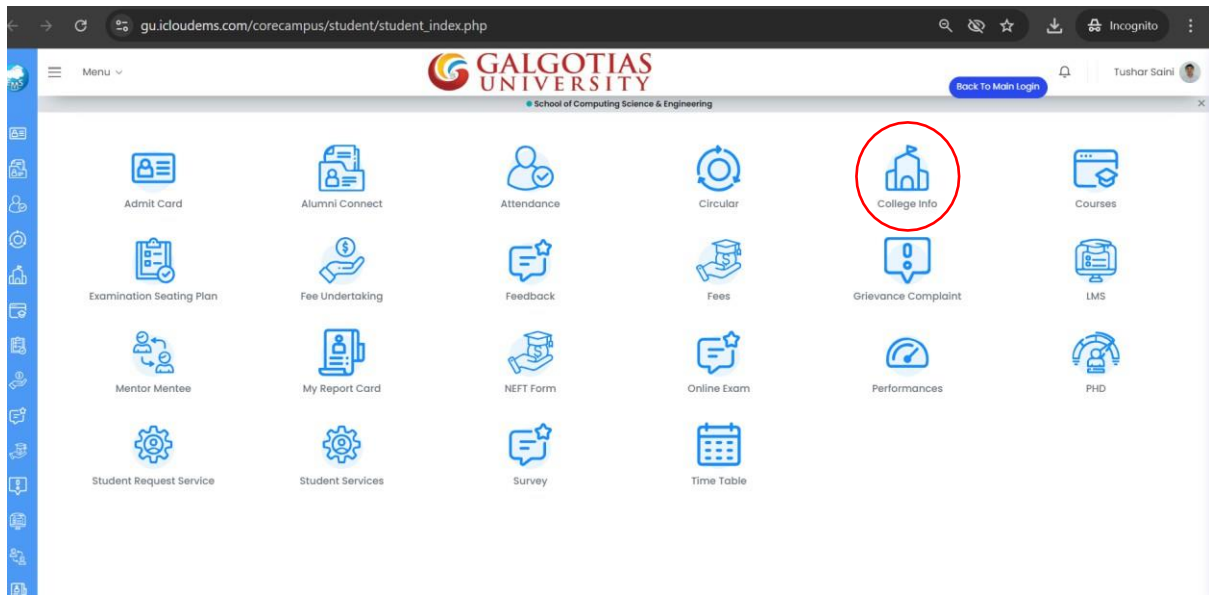 gu.icloudems.com/corecampus/student/student_index.php
Incognito
Menu
GALGOTIAS
UNIVERSITY
Back To Main Login
Tushar Saini
School of Computing Science & Engineering
Admit Card
Alumni Connect
Attendance
Circular
College Info
Courses
Examination Seating Plan
Fee Undertaking
Feedback
Fees
Grievance Complaint
LMS
Mentor Mentee
My Report Card
NEFT Form
Online Exam
Performances
PHD
Student Request Service
Student Services
Survey
Time Table